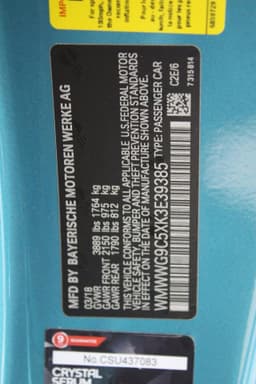 MFD BY BAYERISCHE MOTOREN WERKE AG
03/18
GVWR 3889 lbs 1764 kg
GAWR FRONT 2150 lbs 975 kg
GAWR REAR 1790 lbs 812 kg
THIS VEHICLE CONFORMS TO ALL APPLICABLE U.S. FEDERAL MOTOR
VEHICLE SAFETY, BUMPER AND THEFT PREVENTION STANDARDS
IN EFFECT ON THE DATE OF MANUFACTURE SHOWN ABOVE.
WMWWG9C5XK3E39385 TYPE: PASSENGER CAR
C2E/6
7315814
9
GUARANTEE
No.CSU437083
CRYSTAL
SERUM